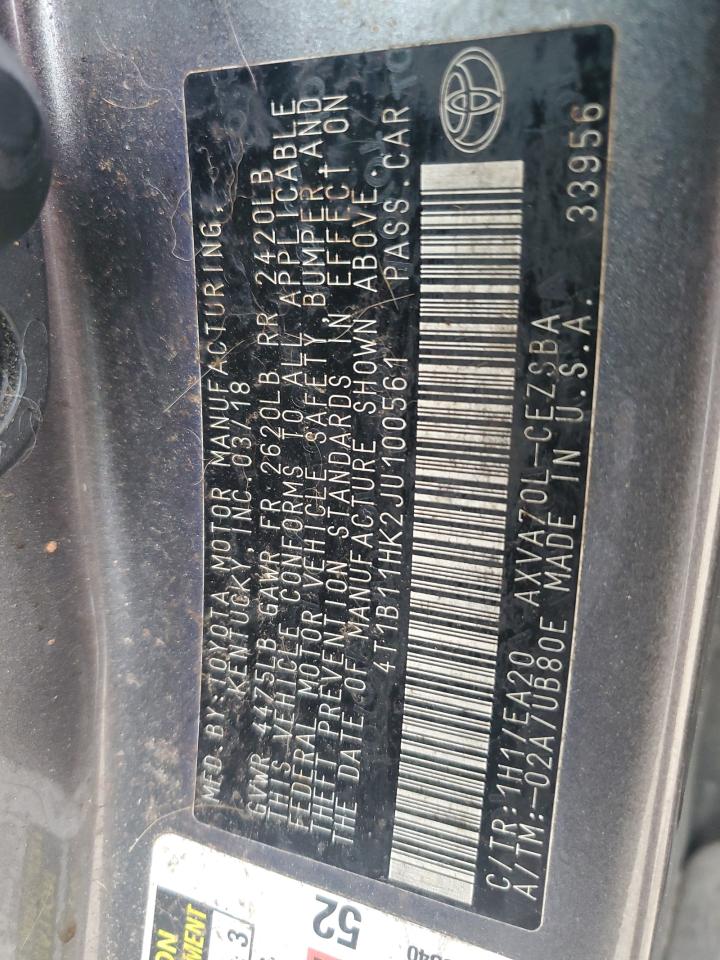 MFD. BY: TOYOTA MOTOR MANUFACTURING,
KENTUCKY, INC. 03/18
GVWR 4475LB GAWR FR 2620LB RR 2420LB
THIS VEHICLE CONFORMS TO ALL APPLICABLE
FEDERAL MOTOR VEHICLE SAFETY, BUMPER AND
THEFT PREVENTION STANDARDS IN EFFECT ON
THE DATE OF MANUFACTURE SHOWN ABOVE.
4T1B11HK2JU100561 PASS.CAR
C/TR:1H1/EA20 AXVA70L-CEZSBA
A/TM:-02A/UB80E MADE IN U.S.A. 33956
52
3